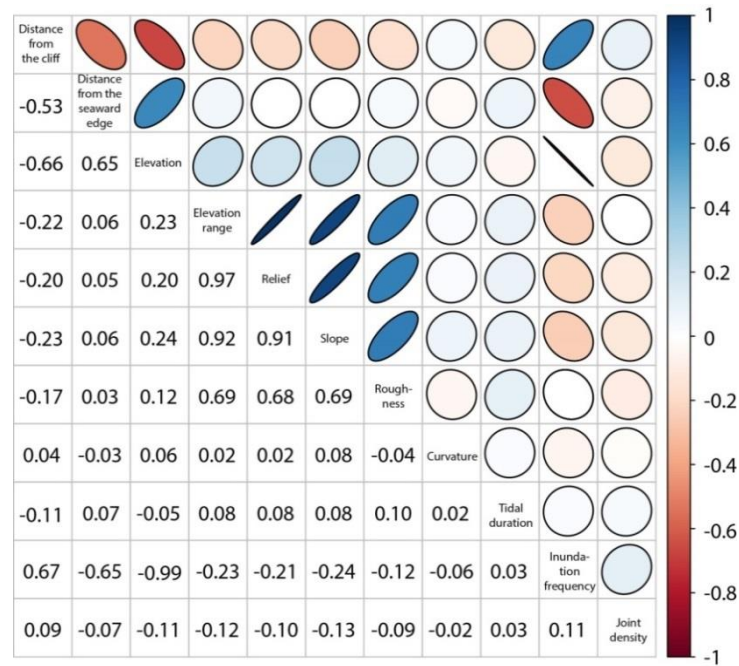 Distance
from
the cliff
-0.53
Distance
from the
seaward
edge
-0.66 0.65 Elevation
-0.22 0.06 0.23
Elevation
range
-0.20 0.05 0.20 0.97 Relief
-0.23 0.06 0.24 0.92 0.91 Slope
-0.17 0.03 0.12 0.69 0.68 0.69
Rough-
ness
0.04 -0.03 0.06 0.02 0.02 0.08 -0.04 Curvature
-0.11 0.07 -0.05 0.08 0.08 0.08 0.10 0.02
Tidal
duration
0.67 -0.65 -0.99 -0.23 -0.21 -0.24 -0.12 -0.06 0.03
Inunda-
tion
frequency
0.09 -0.07 -0.11 -0.12 -0.10 -0.13 -0.09 -0.02 0.03 0.11
Joint
density
1
0.8
0.6
0.4
0.2
0
-0.2
-0.4
-0.6
-0.8
-1